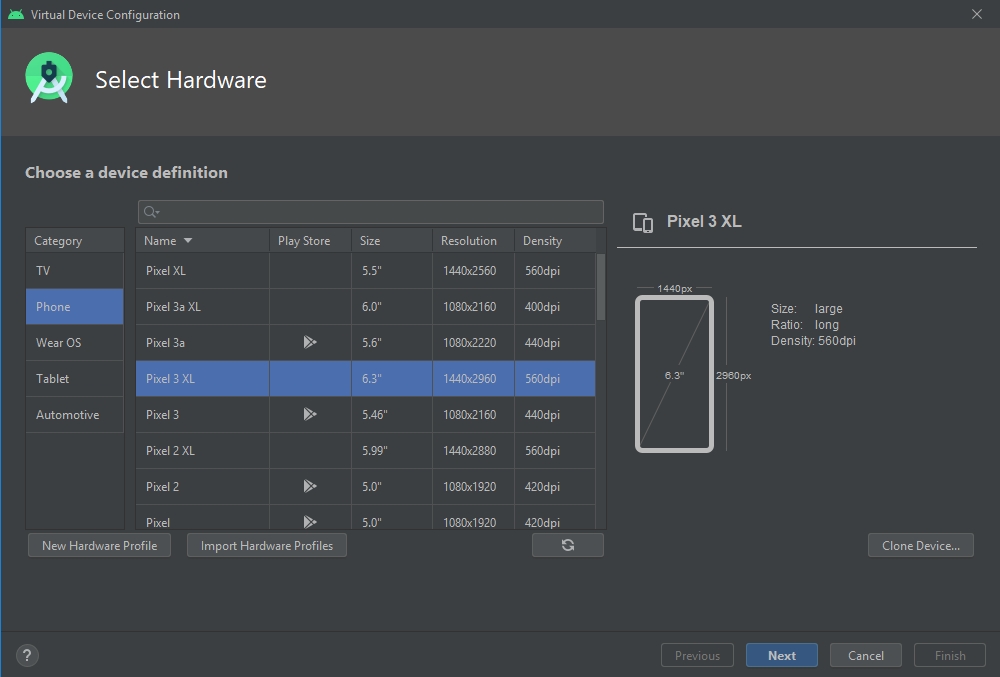 Virtual Device Configuration
Select Hardware
Choose a device definition
Category
TV
Phone
Wear OS
Tablet
Automotive
Name Play Store Size Resolution Density
Pixel XL 5.5" 1440x2560 560dpi
Pixel 3a XL 6.0" 1080x2160 400dpi
Pixel 3a 5.6" 1080x2220 440dpi
Pixel 3 XL 6.3" 1440x2960 560dpi
Pixel 3 5.46" 1080x2160 440dpi
Pixel 2 XL 5.99" 1440x2880 560dpi
Pixel 2 5.0" 1080x1920 420dpi
Pixel 5.0" 1080x1920 420dpi
Pixel 3 XL
1440px
6.3"
2960px
Size: large
Ratio: long
Density: 560dpi
New Hardware Profile Import Hardware Profiles Clone Device...
? Previous Next Cancel Finish